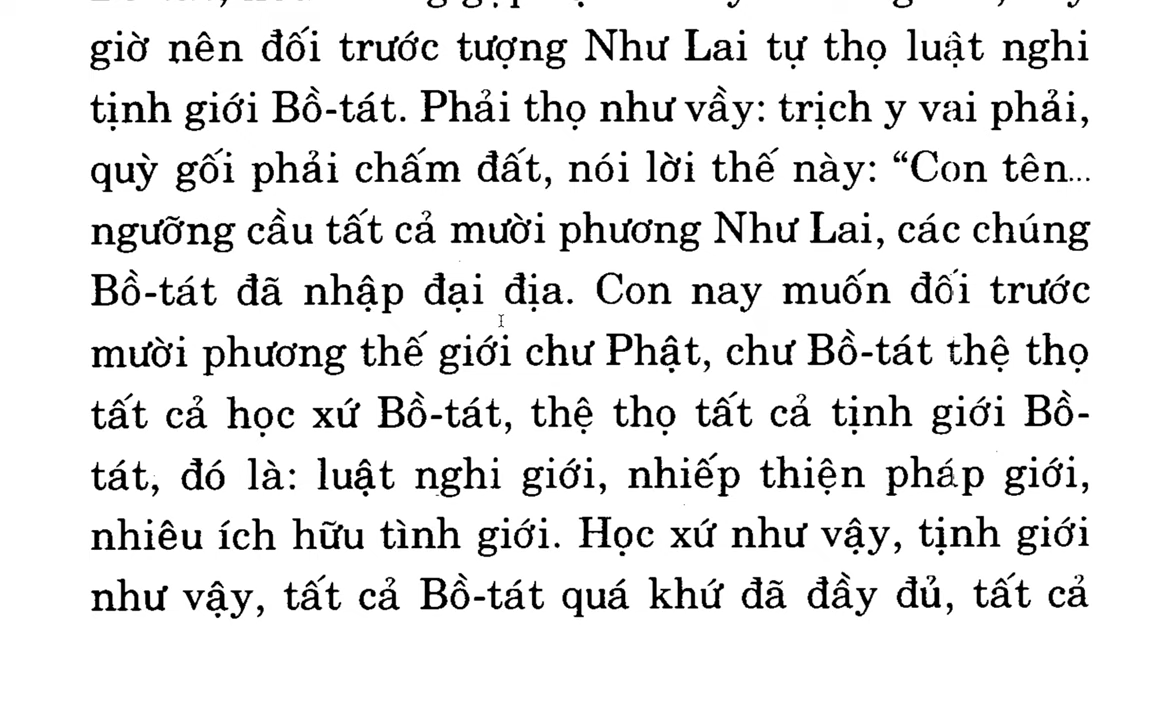 giờ nên đối trước tượng Như Lai tự thọ luật nghi
tịnh giới Bồ-tát. Phải thọ như vầy: trịch y vai phải,
quỳ gối phải chấm đất, nói lời thế này: “Con tên...
ngưỡng cầu tất cả mười phương Như Lai, các chúng
Bồ-tát đã nhập đại địa. Con nay muốn đối trước
mười phương thế giới chư Phật, chư Bồ-tát thệ thọ
tất cả học xứ Bồ-tát, thệ thọ tất cả tịnh giới Bồ-
tát, đó là: luật nghi giới, nhiếp thiện pháp giới,
nhiêu ích hữu tình giới. Học xứ như vậy, tịnh giới
như vậy, tất cả Bồ-tát quá khứ đã đầy đủ, tất cả